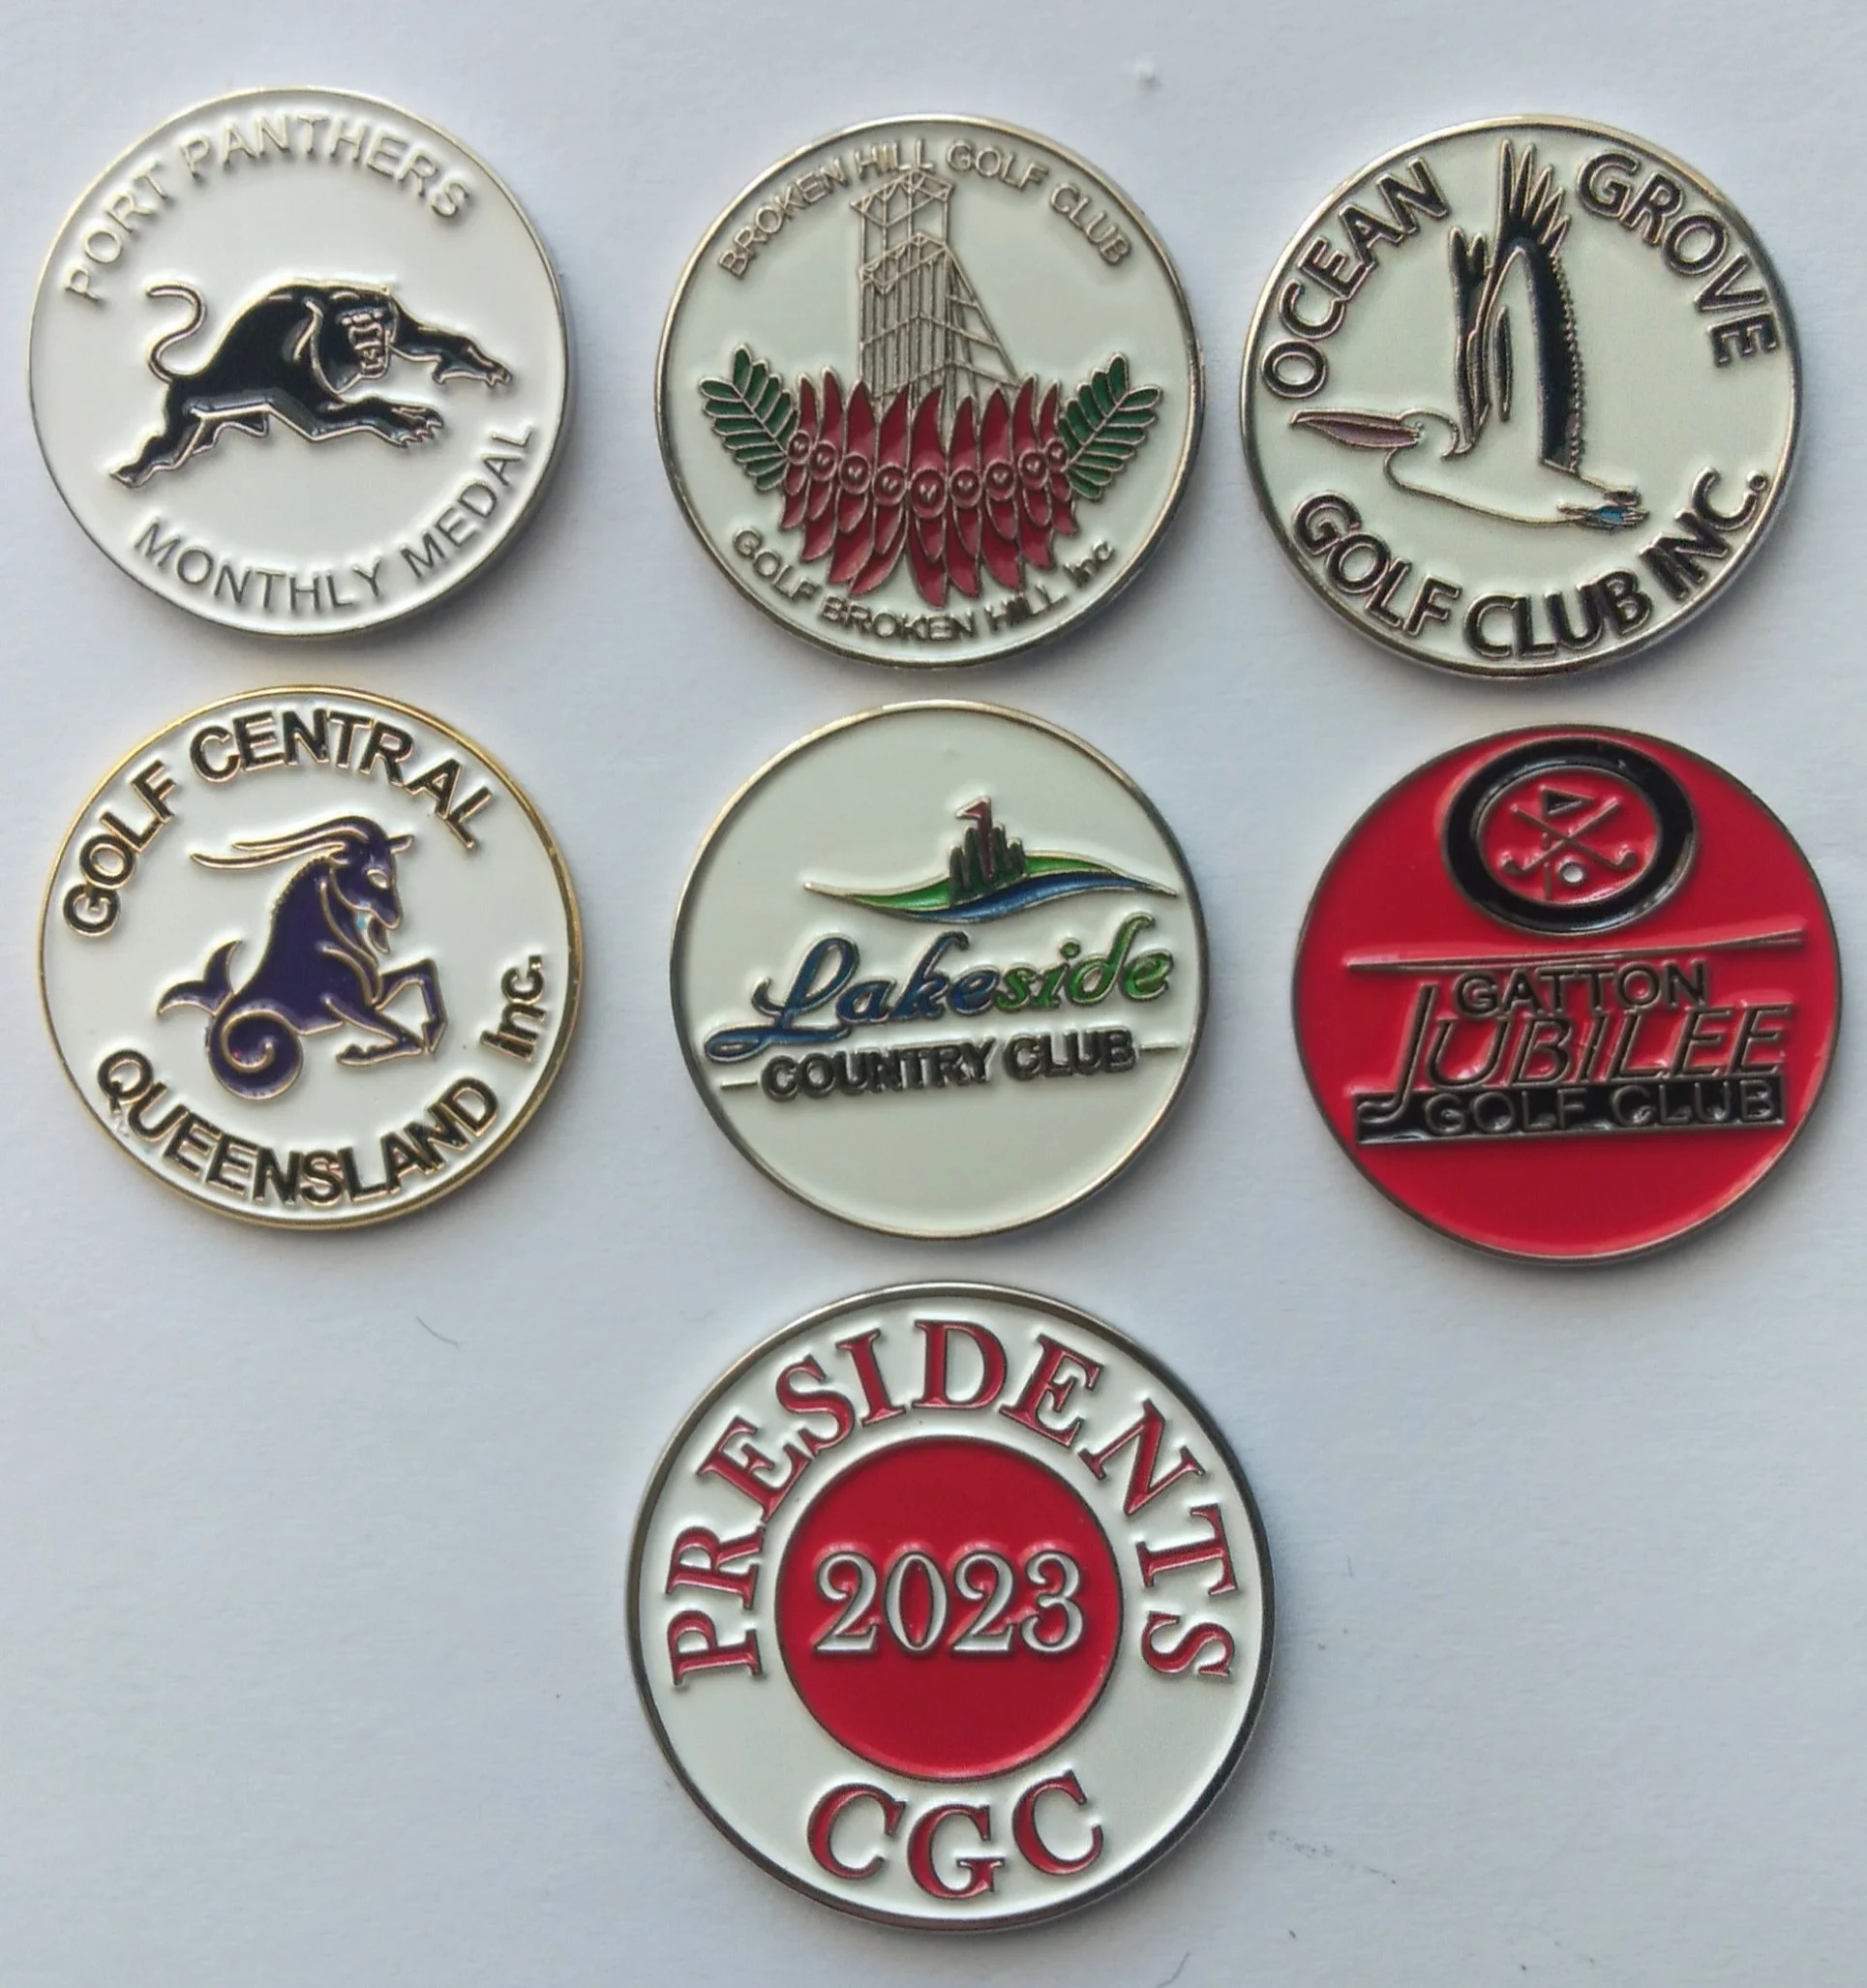 PORT PANTHERS
MONTHLY MEDAL
BROKEN HILL GOLF CLUB
GOLF BROKEN HILL Inc
OCEAN GROVE
GOLF CLUB INC.
GOLF CENTRAL
QUEENSLAND Inc.
Lakeside
COUNTRY CLUB
GATTON
JUBILEE
GOLF CLUB
PRESIDENTS
2023
CGC